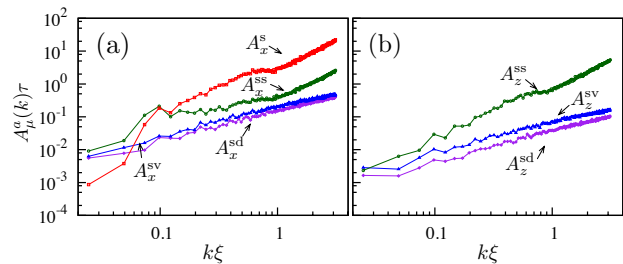 10^2
10^1
10^0
10^{-1}
10^{-2}
10^{-3}
10^{-4}
A_μ^a(k)τ
(a)
A_x^s
A_x^ss
A_x^sv
A_x^sd
0.1 1
kξ
(b)
A_z^ss
A_z^sv
A_z^sd
0.1 1
kξ